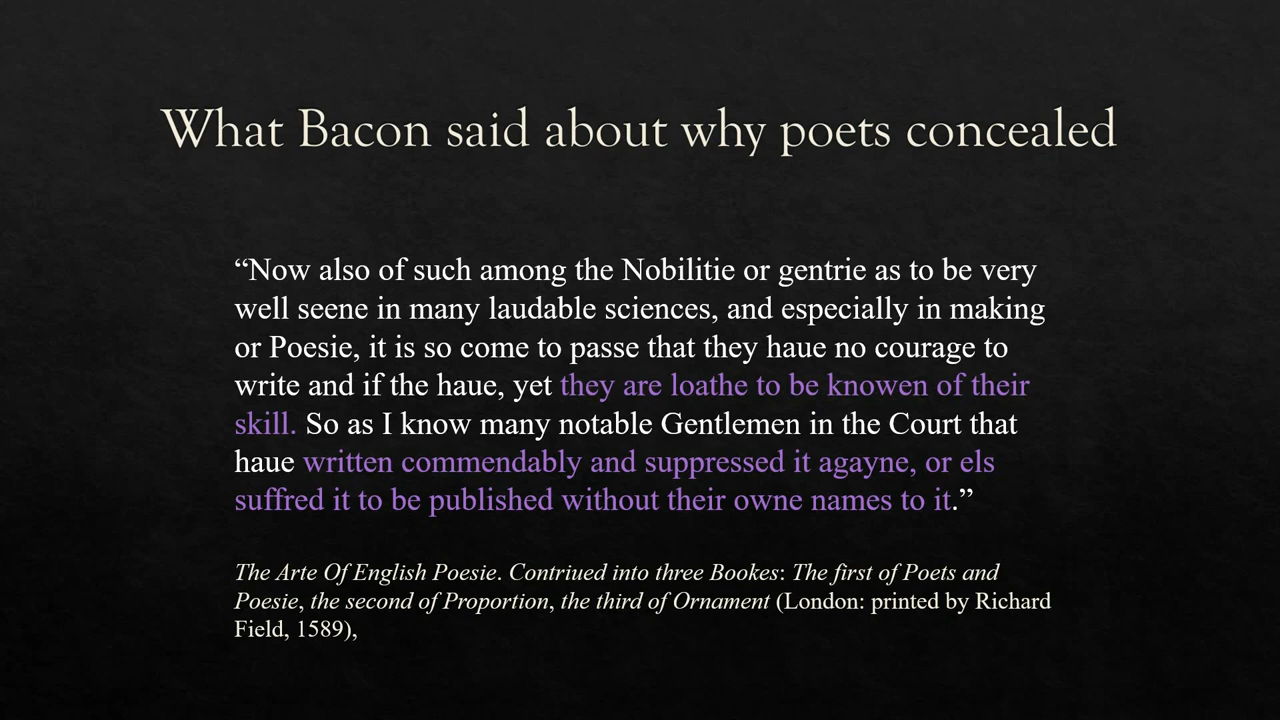 What Bacon said about why poets concealed
“Now also of such among the Nobilitie or gentrie as to be very
well seene in many laudable sciences, and especially in making
or Poesie, it is so come to passe that they haue no courage to
write and if the haue, yet they are loathe to be knowen of their
skill. So as I know many notable Gentlemen in the Court that
haue written commendably and suppressed it agayne, or els
suffred it to be published without their owne names to it.”
The Arte Of English Poesie. Contriued into three Bookes: The first of Poets and
Poesie, the second of Proportion, the third of Ornament (London: printed by Richard
Field, 1589),